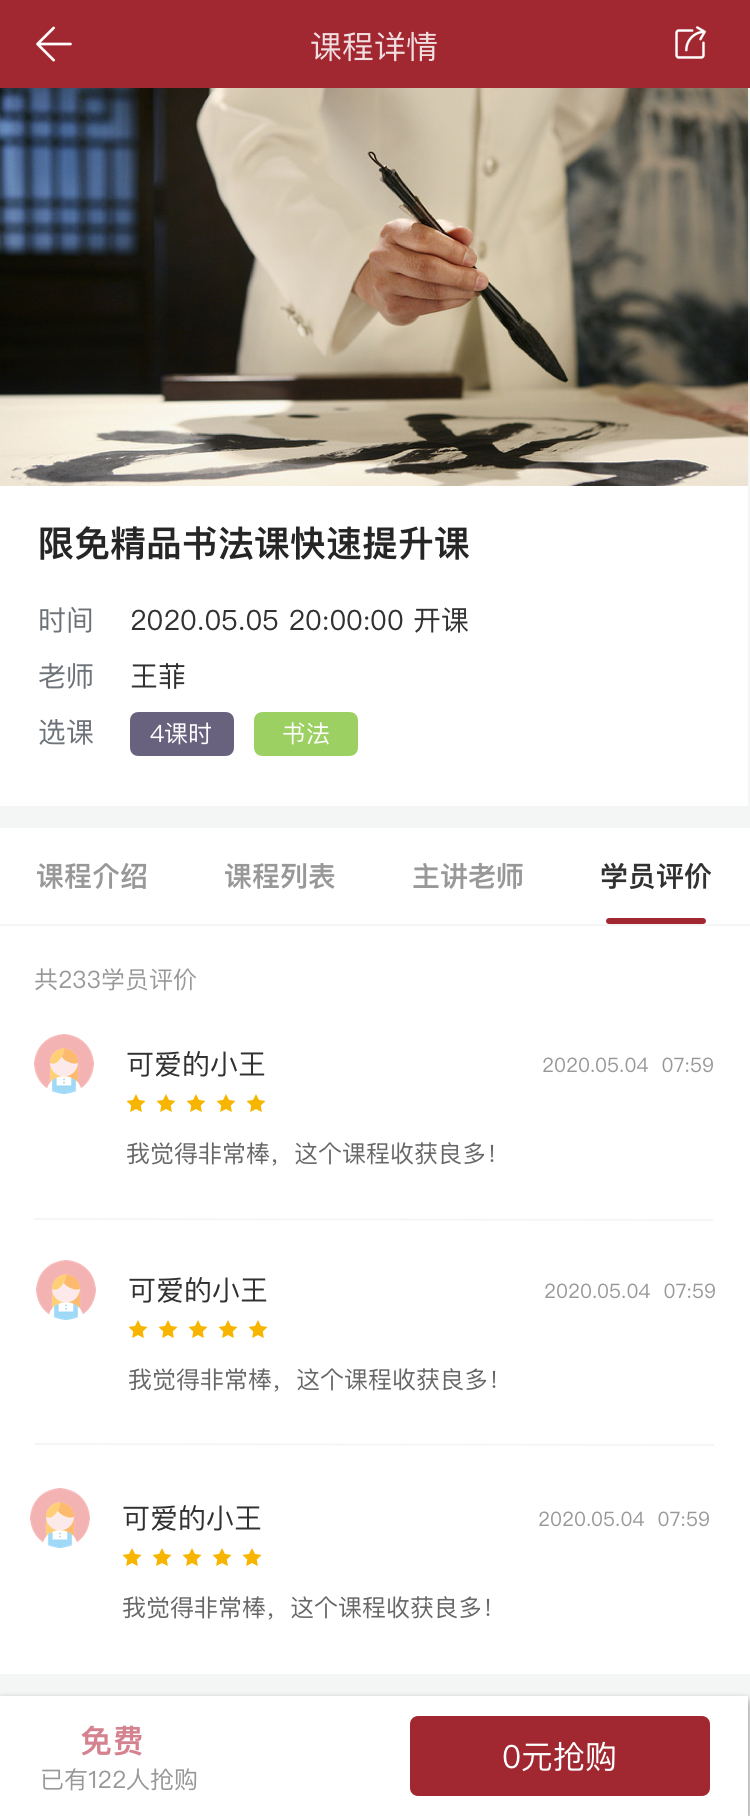 课程详情
限免精品书法课快速提升课
时间 2020.05.05 20:00:00 开课
老师 王菲
选课 4课时 书法
课程介绍 课程列表 主讲老师 学员评价
共233学员评价
可爱的小王 2020.05.04 07:59
我觉得非常棒，这个课程收获良多！
可爱的小王 2020.05.04 07:59
我觉得非常棒，这个课程收获良多！
可爱的小王 2020.05.04 07:59
我觉得非常棒，这个课程收获良多！
免费
已有122人抢购
0元抢购